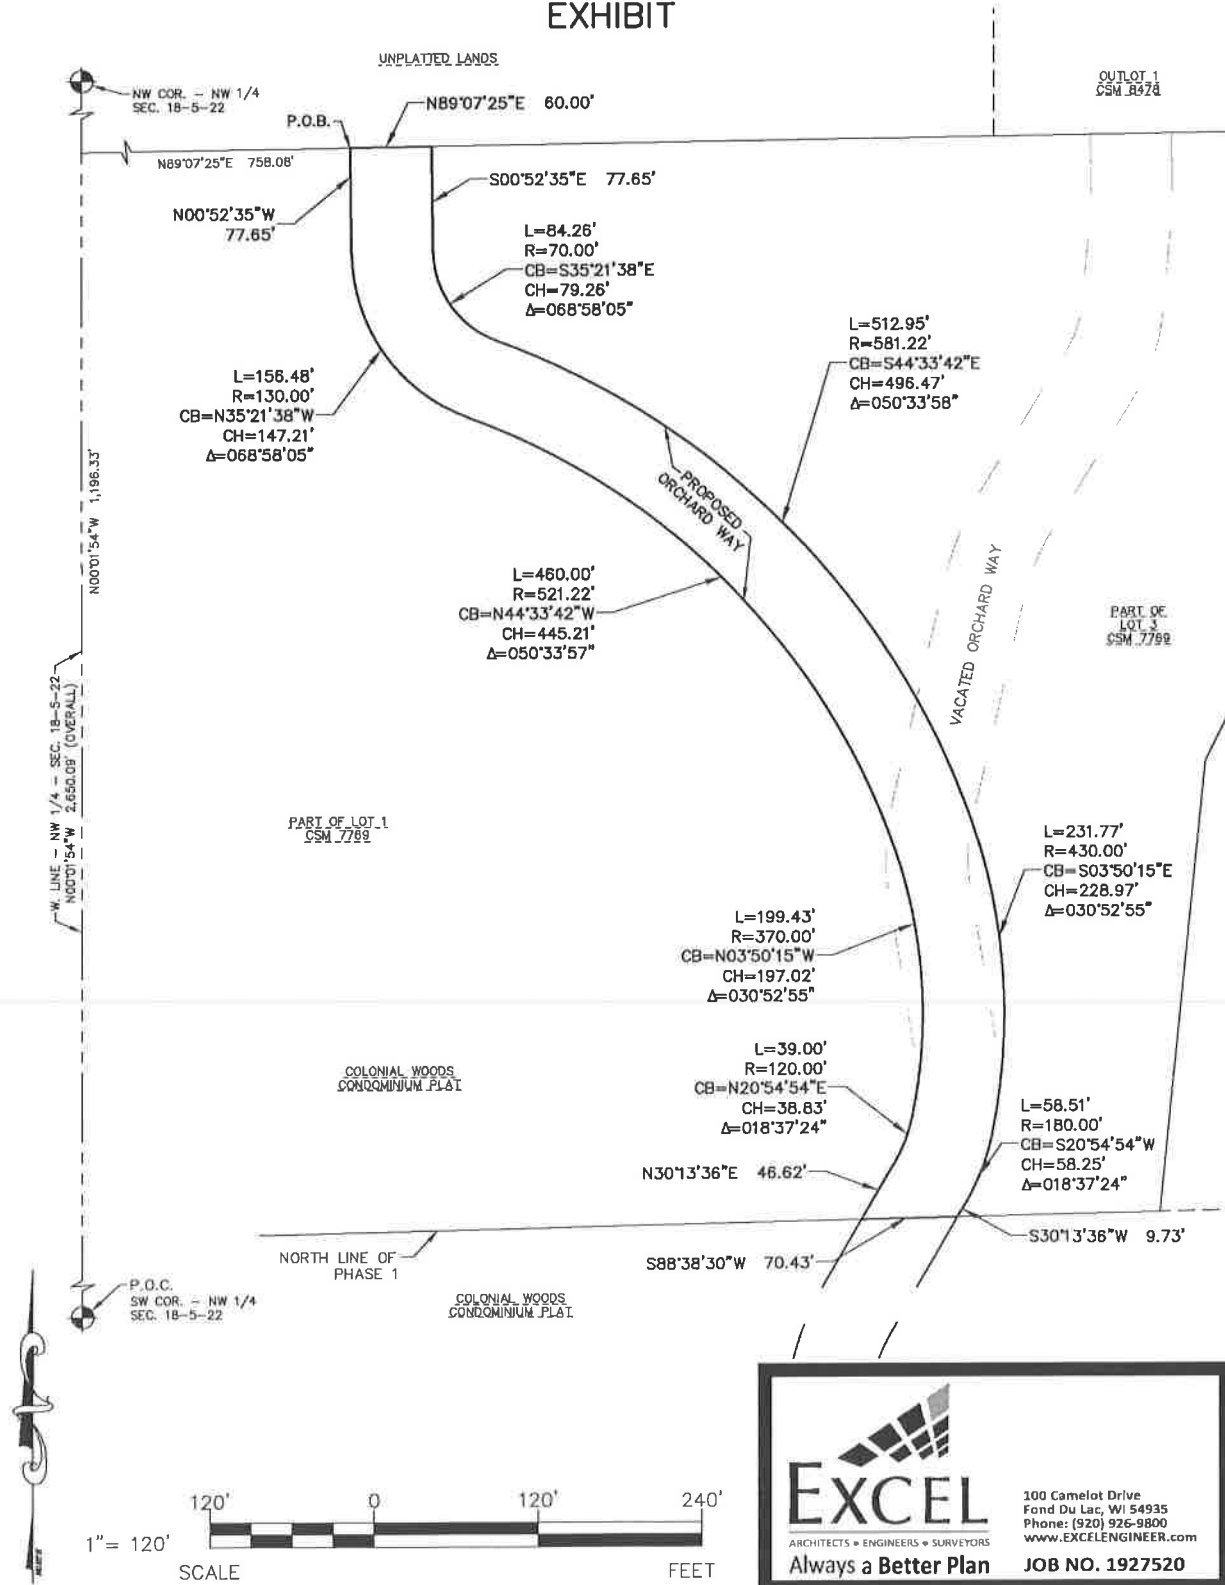 EXHIBIT
UNPLATTED LANDS
NW COR. - NW 1/4
SEC. 18-5-22
N89°07'25"E 60.00'
P.O.B.
OUTLOT 1
CSM 8478
N89°07'25"E 758.08'
S00°52'35"E 77.65'
N00°52'35"W
77.65'
L=84.26'
R=70.00'
CB=S35°21'38"E
CH=79.26'
Δ=068°58'05"
L=512.95'
R=581.22'
CB=S44°33'42"E
CH=496.47'
Δ=050°33'58"
L=156.48'
R=130.00'
CB=N35°21'38"W
CH=147.21'
Δ=068°58'05"
N00°01'54"W 1,196.33'
PROPOSED
ORCHARD WAY
L=460.00'
R=521.22'
CB=N44°33'42"W
CH=445.21'
Δ=050°33'57"
VACATED ORCHARD WAY
PART OF
LOT 3
CSM 7769
W. LINE - NW 1/4 - SEC. 18-5-22
N00°01'54"W 2,650.09' (OVERALL)
PART OF LOT 1
CSM 7769
L=231.77'
R=430.00'
CB=S03°50'15"E
CH=228.97'
Δ=030°52'55"
L=199.43'
R=370.00'
CB=N03°50'15"W
CH=197.02'
Δ=030°52'55"
COLONIAL WOODS
CONDOMINIUM PLAT
L=39.00'
R=120.00'
CB=N20°54'54"E
CH=38.83'
Δ=018°37'24"
L=58.51'
R=180.00'
CB=S20°54'54"W
CH=58.25'
Δ=018°37'24"
N30°13'36"E 46.62'
S30°13'36"W 9.73'
NORTH LINE OF
PHASE 1
S88°38'30"W 70.43'
P.O.C.
SW COR. - NW 1/4
SEC. 18-5-22
COLONIAL WOODS
CONDOMINIUM PLAT
120' 0 120' 240'
1"= 120'
SCALE FEET
EXCEL
ARCHITECTS • ENGINEERS • SURVEYORS
Always a Better Plan
100 Camelot Drive
Fond Du Lac, WI 54935
Phone: (920) 926-9800
www.EXCELENGINEER.com
JOB NO. 1927520